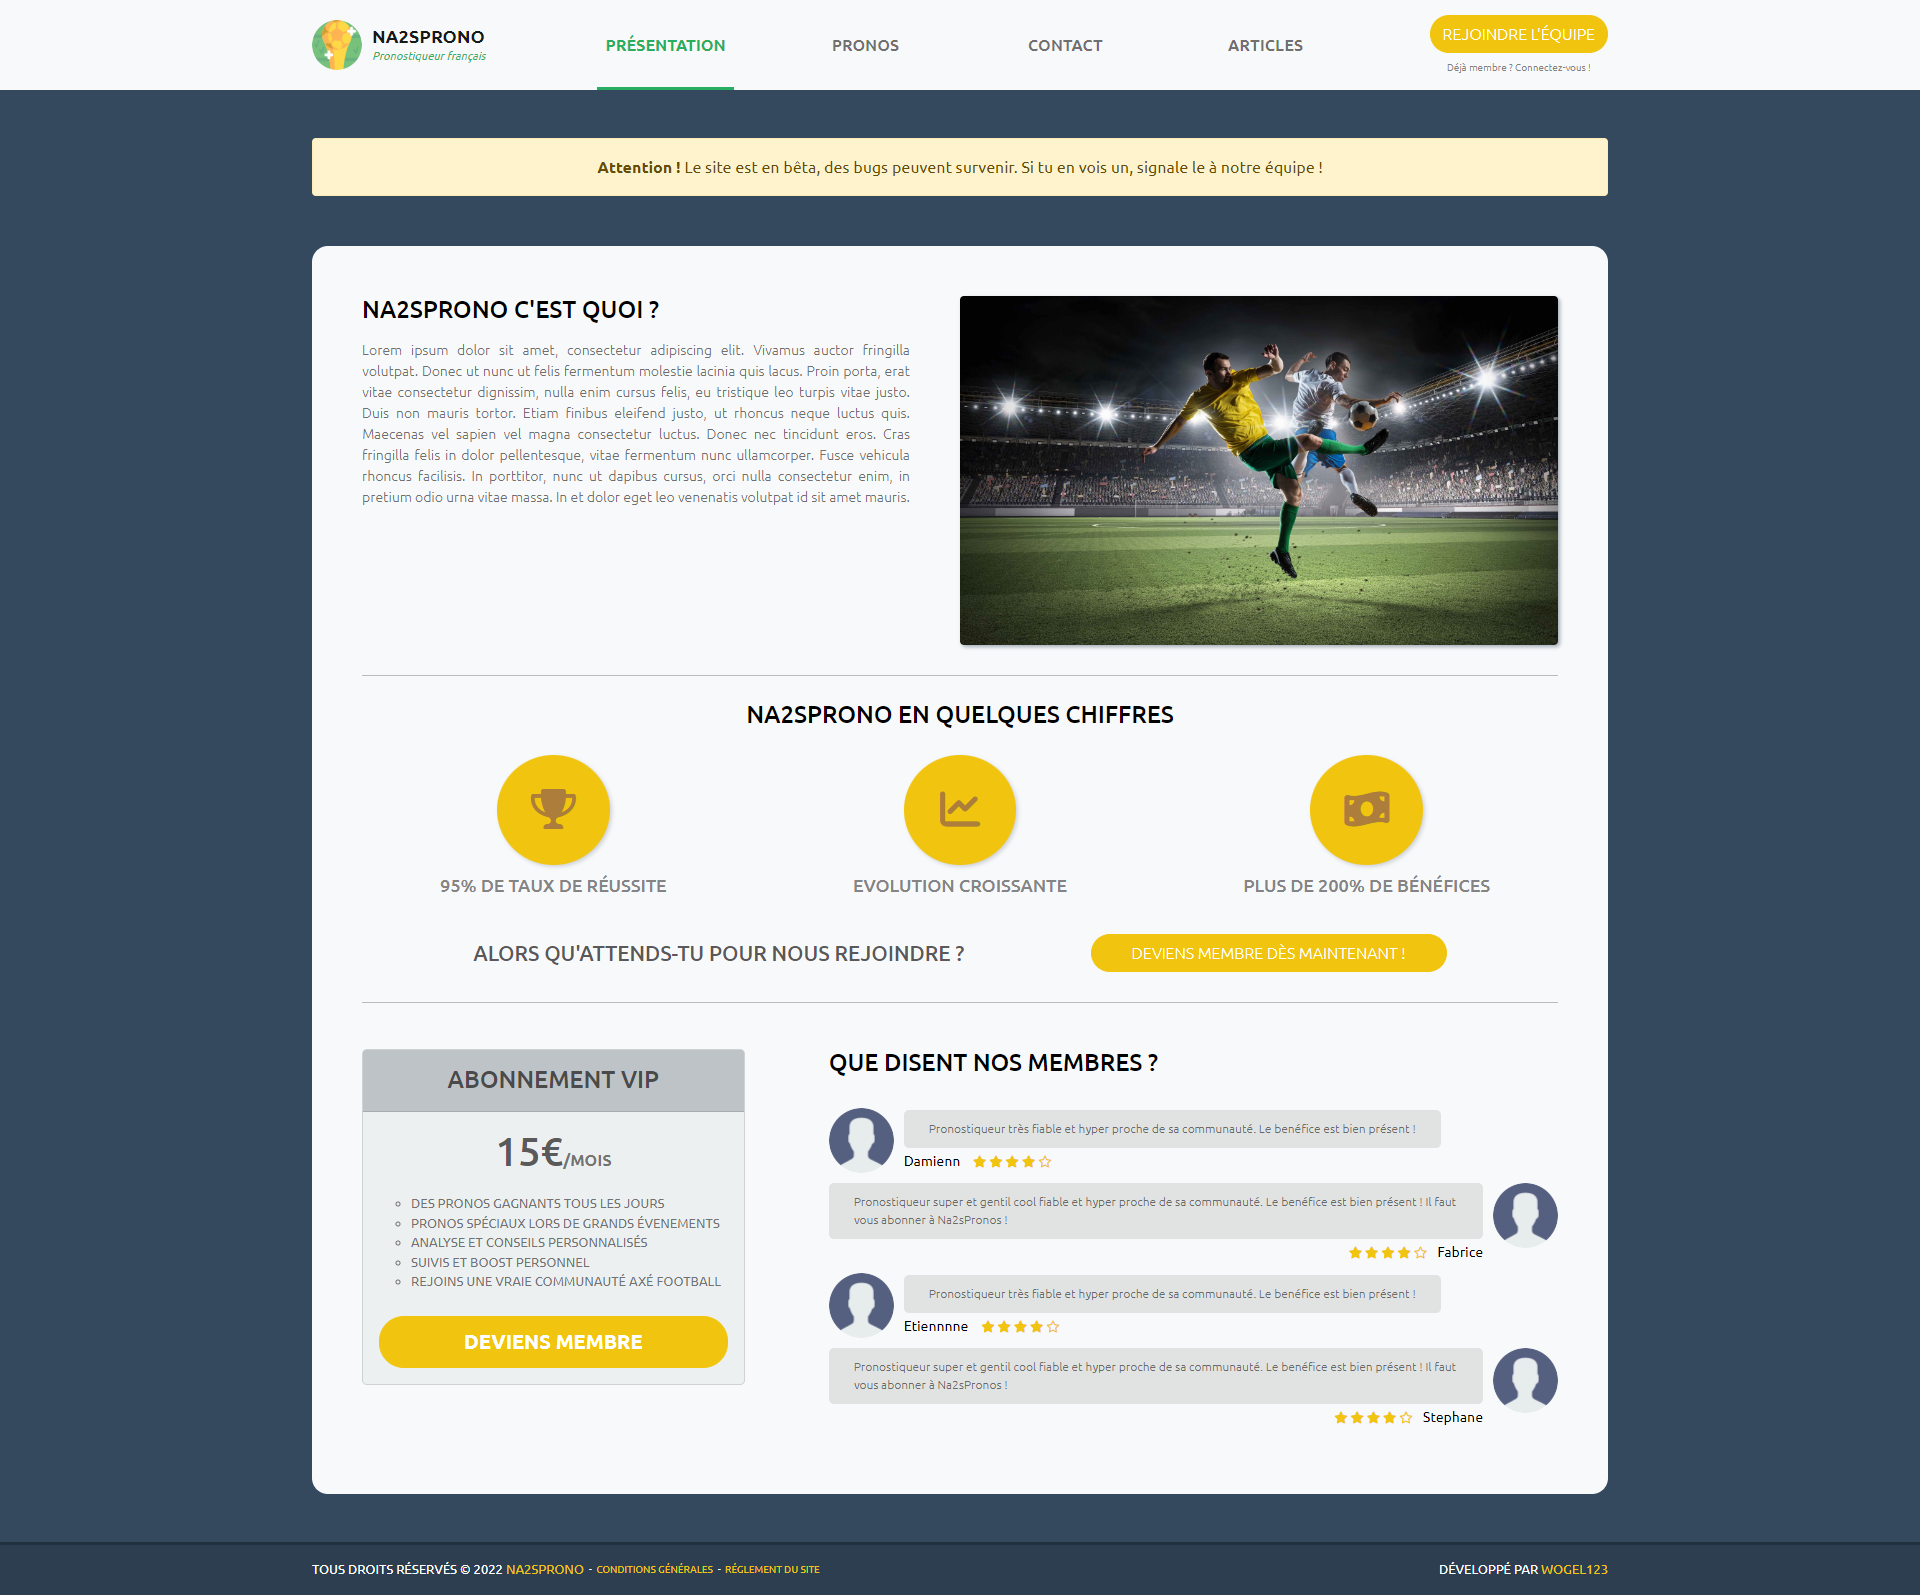 NA2SPRONO
Pronostiqueur français
PRÉSENTATION
PRONOS
CONTACT
ARTICLES
REJOINDRE L'ÉQUIPE
Déjà membre ? Connectez-vous !
Attention ! Le site est en bêta, des bugs peuvent survenir. Si tu en vois un, signale le à notre équipe !
NA2SPRONO C'EST QUOI ?
Lorem ipsum dolor sit amet, consectetur adipiscing elit. Vivamus auctor fringilla
volutpat. Donec ut nunc ut felis fermentum molestie lacinia quis lacus. Proin porta, erat
vitae consectetur dignissim, nulla enim cursus felis, eu tristique leo turpis vitae justo.
Duis non mauris tortor. Etiam finibus eleifend justo, ut rhoncus neque luctus quis.
Maecenas vel sapien vel magna consectetur luctus. Donec nec tincidunt eros. Cras
fringilla felis in dolor pellentesque, vitae fermentum nunc ullamcorper. Fusce vehicula
rhoncus facilisis. In porttitor, nunc ut dapibus cursus, orci nulla consectetur enim, in
pretium odio urna vitae massa. In et dolor eget leo venenatis volutpat id sit amet mauris.
NA2SPRONO EN QUELQUES CHIFFRES
95% DE TAUX DE RÉUSSITE
EVOLUTION CROISSANTE
PLUS DE 200% DE BÉNÉFICES
ALORS QU'ATTENDS-TU POUR NOUS REJOINDRE ?
DEVIENS MEMBRE DÈS MAINTENANT !
ABONNEMENT VIP
15€/MOIS
DES PRONOS GAGNANTS TOUS LES JOURS
PRONOS SPÉCIAUX LORS DE GRANDS ÉVENEMENTS
ANALYSE ET CONSEILS PERSONNALISÉS
SUIVIS ET BOOST PERSONNEL
REJOINS UNE VRAIE COMMUNAUTÉ AXÉ FOOTBALL
DEVIENS MEMBRE
QUE DISENT NOS MEMBRES ?
Pronostiqueur très fiable et hyper proche de sa communauté. Le benéfice est bien présent !
Damienn
Pronostiqueur super et gentil cool fiable et hyper proche de sa communauté. Le benéfice est bien présent ! Il faut
vous abonner à Na2sPronos !
Fabrice
Pronostiqueur très fiable et hyper proche de sa communauté. Le benéfice est bien présent !
Etiennnne
Pronostiqueur super et gentil cool fiable et hyper proche de sa communauté. Le benéfice est bien présent ! Il faut
vous abonner à Na2sPronos !
Stephane
TOUS DROITS RÉSERVÉS © 2022 NA2SPRONO - CONDITIONS GÉNÉRALES - RÉGLEMENT DU SITE
DÉVELOPPÉ PAR WOGEL123